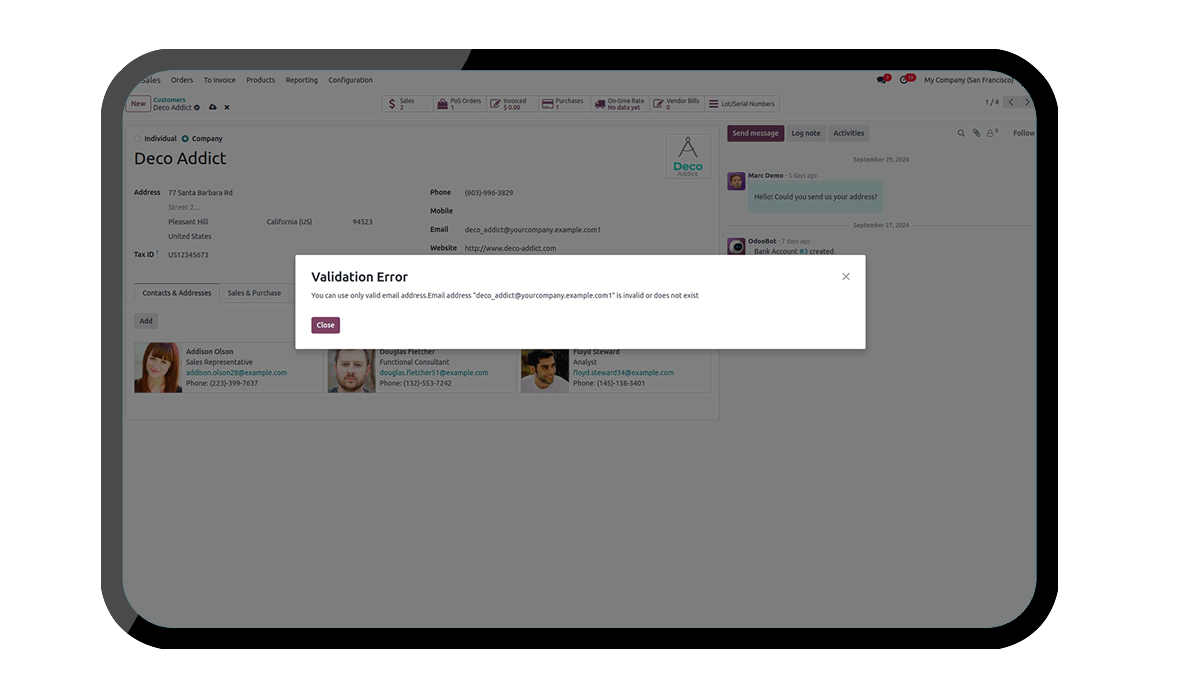 Sales Orders To Invoice Products Reporting Configuration
7 12 My Company (San Francisco)
New Customers
Deco Addict
Sales 2
PoS Orders 1
Invoiced $ 0.00
Purchases 1
On-time Rate No data yet
Vendor Bills 0
Lot/Serial Numbers
1 / 4
Individual Company
Deco Addict
Deco
Addict
Address 77 Santa Barbara Rd
Street 2...
Pleasant Hill California (US) 94523
United States
Tax ID ? US12345673
Phone (603)-996-3829
Mobile
Email deco_addict@yourcompany.example.com1
Website http://www.deco-addict.com
Send message Log note Activities 6 Follow
September 29, 2024
Marc Demo - 5 days ago
Hello! Could you send us your address?
September 27, 2024
OdooBot - 7 days ago
Bank Account #3 created
Validation Error
You can use only valid email address.Email address "deco_addict@yourcompany.example.com1" is invalid or does not exist
Close
Contacts & Addresses Sales & Purchase
Add
Addison Olson
Sales Representative
addison.olson28@example.com
Phone: (223)-399-7637
Douglas Fletcher
Functional Consultant
douglas.fletcher51@example.com
Phone: (132)-553-7242
Floyd Steward
Analyst
floyd.steward34@example.com
Phone: (145)-138-3401